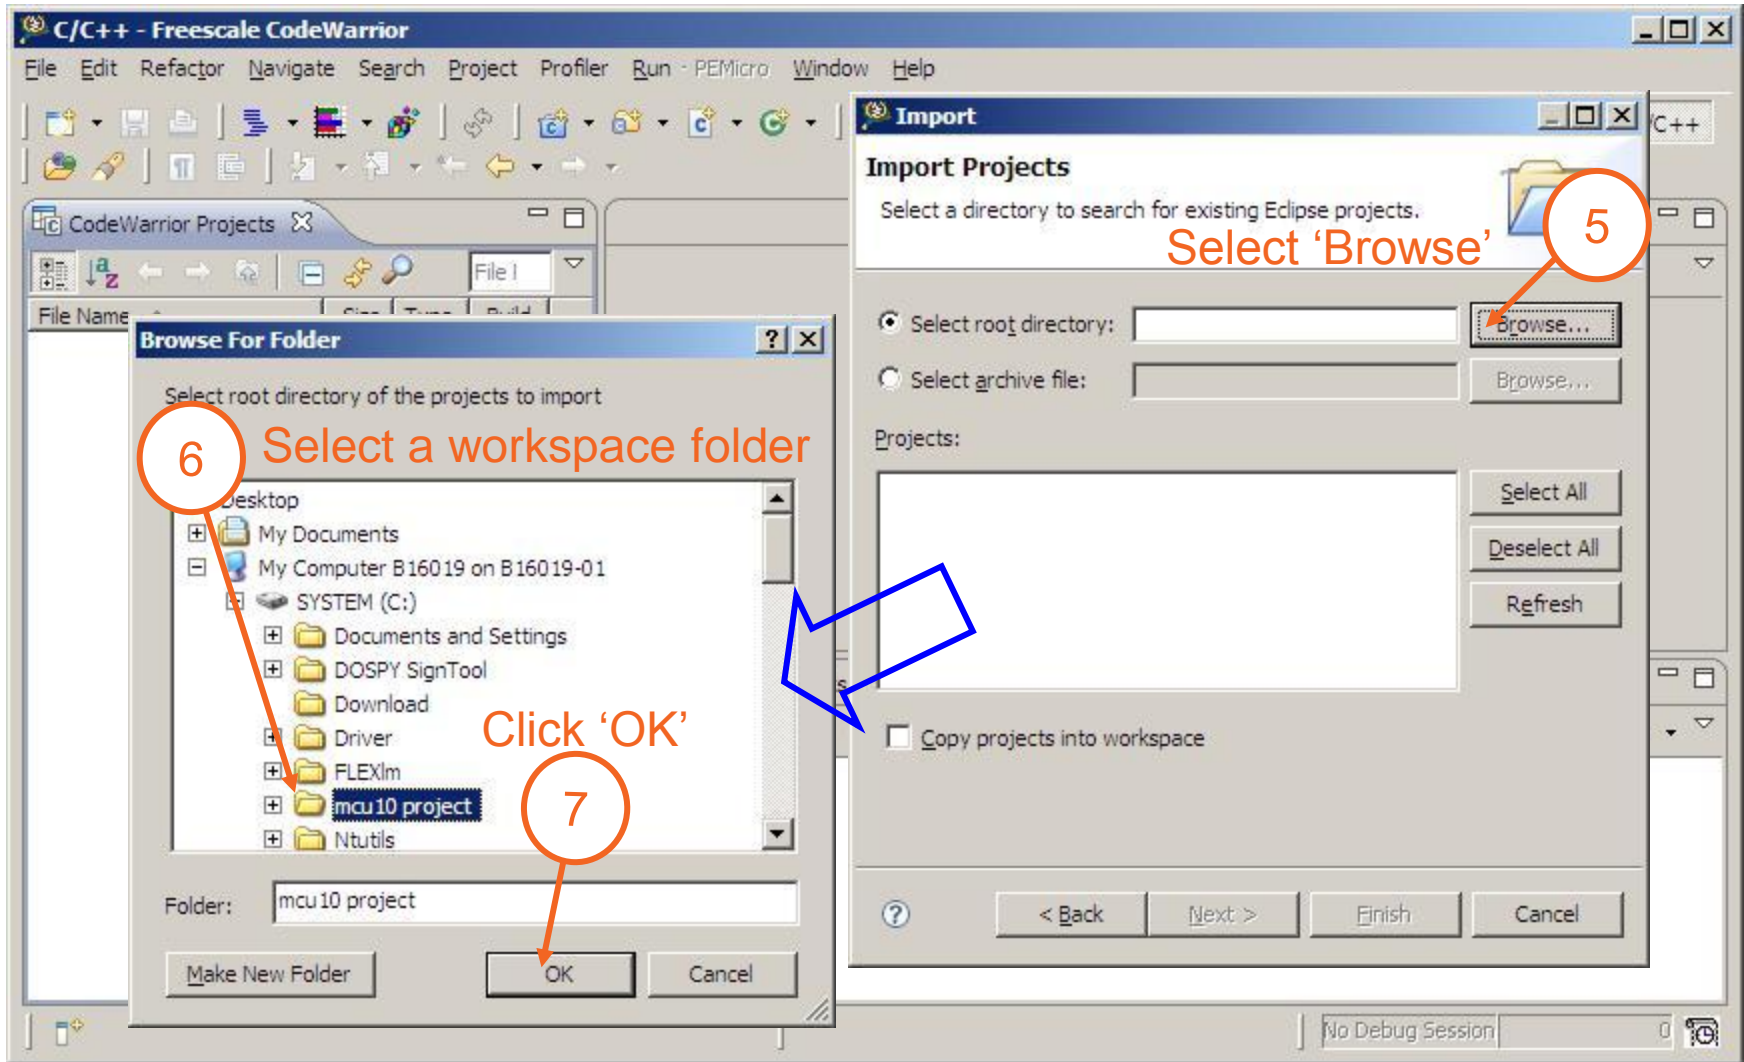 C/C++ - Freescale CodeWarrior
File Edit Refactor Navigate Search Project Profiler Run PEMicro Window Help
Import
C++
Import Projects
Select a directory to search for existing Eclipse projects.
Select ‘Browse’
5
CodeWarrior Projects
File
File Name Size Type Build
Select root directory: Browse...
Select archive file: Browse...
Projects:
Select All
Deselect All
Refresh
Copy projects into workspace
< Back Next > Finish Cancel
Browse For Folder
Select root directory of the projects to import
6
Select a workspace folder
Desktop
My Documents
My Computer B16019 on B16019-01
SYSTEM (C:)
Documents and Settings
DOSPY SignTool
Download
Driver
FLEXlm
mcu10 project
Ntutils
Click ‘OK’
7
Folder: mcu10 project
Make New Folder OK Cancel
No Debug Session 0